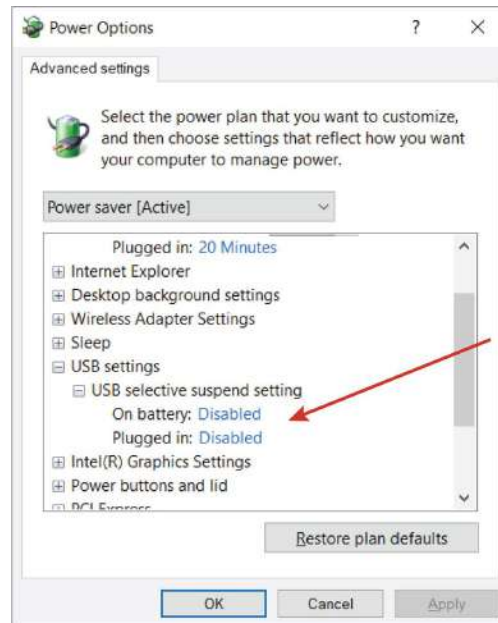 Power Options
Advanced settings
Select the power plan that you want to customize,
and then choose settings that reflect how you want
your computer to manage power.
Power saver [Active]
Plugged in: 20 Minutes
Internet Explorer
Desktop background settings
Wireless Adapter Settings
Sleep
USB settings
USB selective suspend setting
On battery: Disabled
Plugged in: Disabled
Intel(R) Graphics Settings
Power buttons and lid
PCI Express
Restore plan defaults
OK Cancel Apply